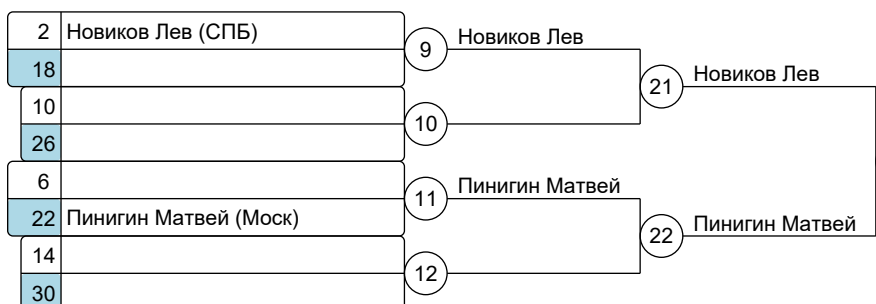 2 Новиков Лев (СПБ)
9 Новиков Лев
18
21 Новиков Лев
10
10
26
6
11 Пинигин Матвей
22 Пинигин Матвей (Моск)
22 Пинигин Матвей
14
12
30